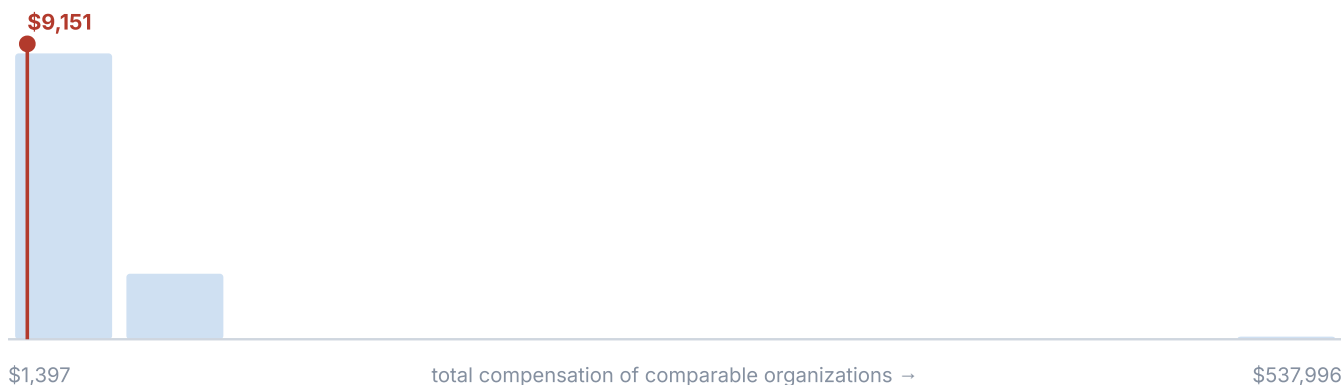 $9,151
$1,397 total compensation of comparable organizations → $537,996